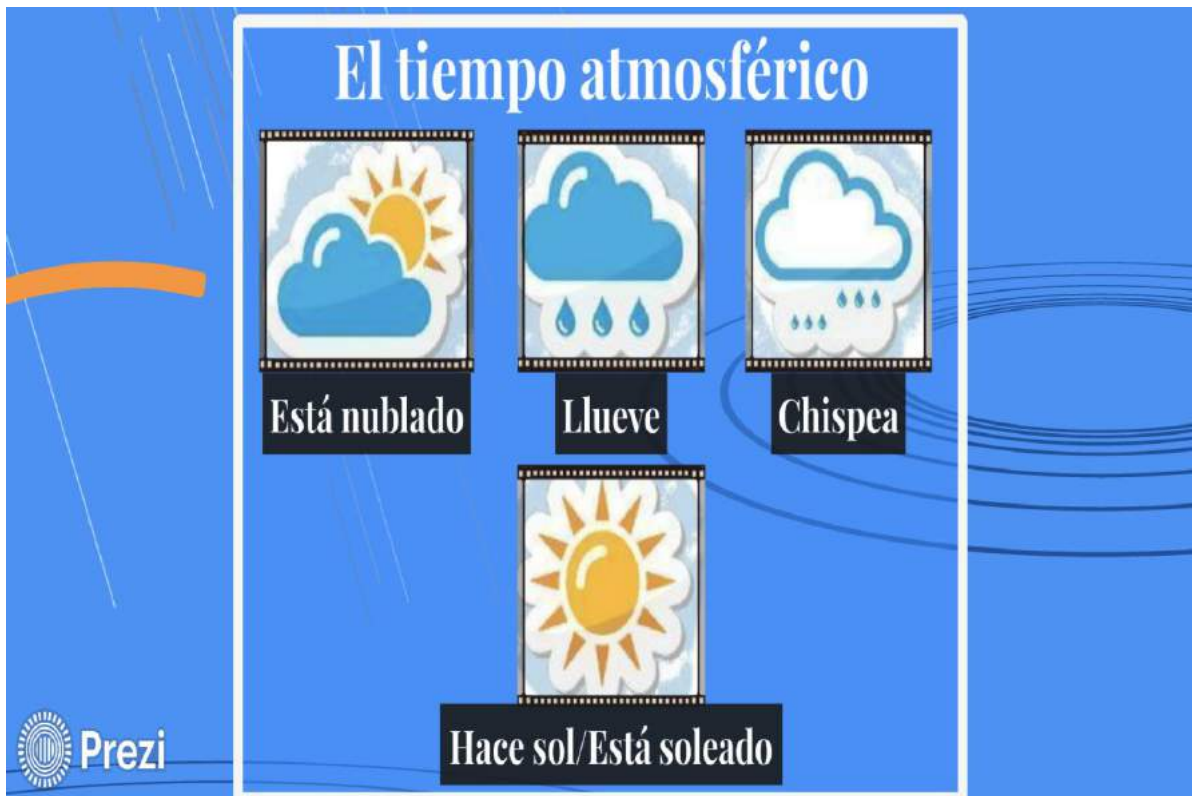 El tiempo atmosférico
Está nublado
Llueve
Chispea
Hace sol/Está soleado
Prezi